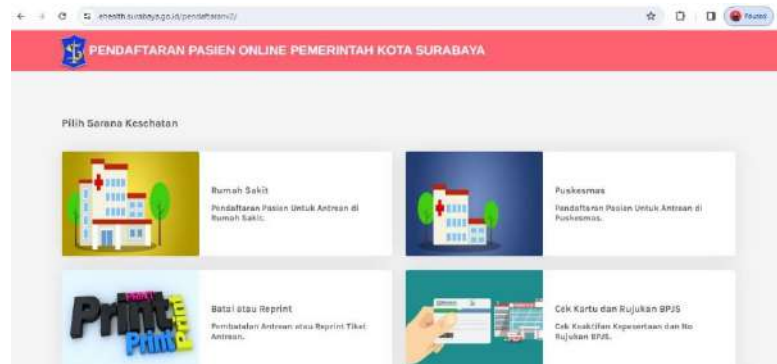 ehealth.surabaya.go.id/pendaftaranv2/
Paused
PENDAFTARAN PASIEN ONLINE PEMERINTAH KOTA SURABAYA
Pilih Sarana Kesehatan
Rumah Sakit
Pendaftaran Pasien Untuk Antrean di
Rumah Sakit.
Puskesmas
Pendaftaran Pasien Untuk Antrean di
Puskesmas.
PRINT
Print
Print
Print
Batal atau Reprint
Pembatalan Antrean atau Reprint Tiket
Antrean.
Cek Kartu dan Rujukan BPJS
Cek Keaktifan Kepesertaan dan No
Rujukan BPJS.